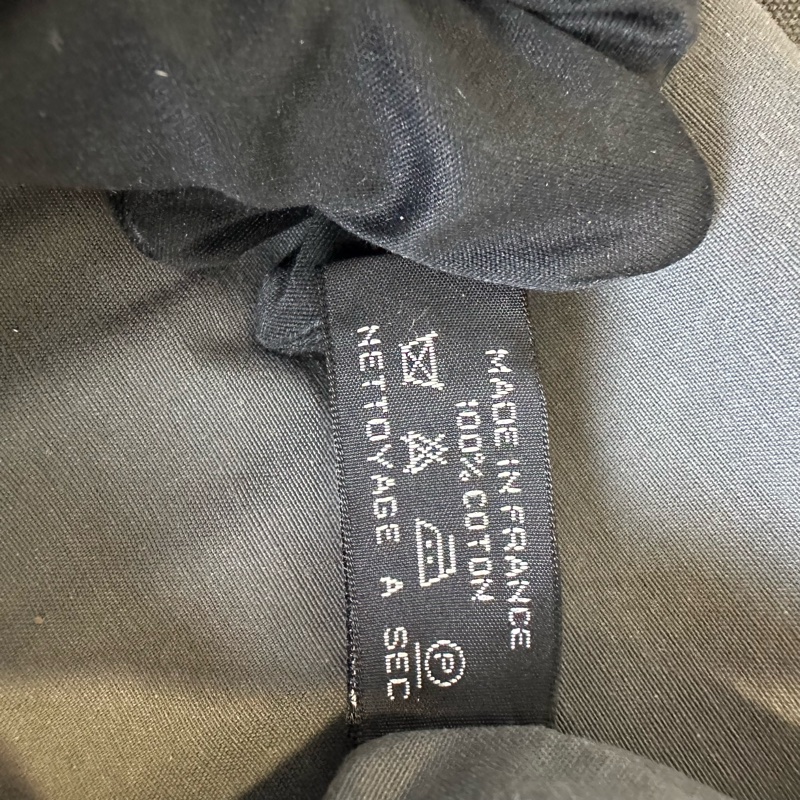 MADE IN FRANCE
100% COTON
P
NETTOYAGE A SEC